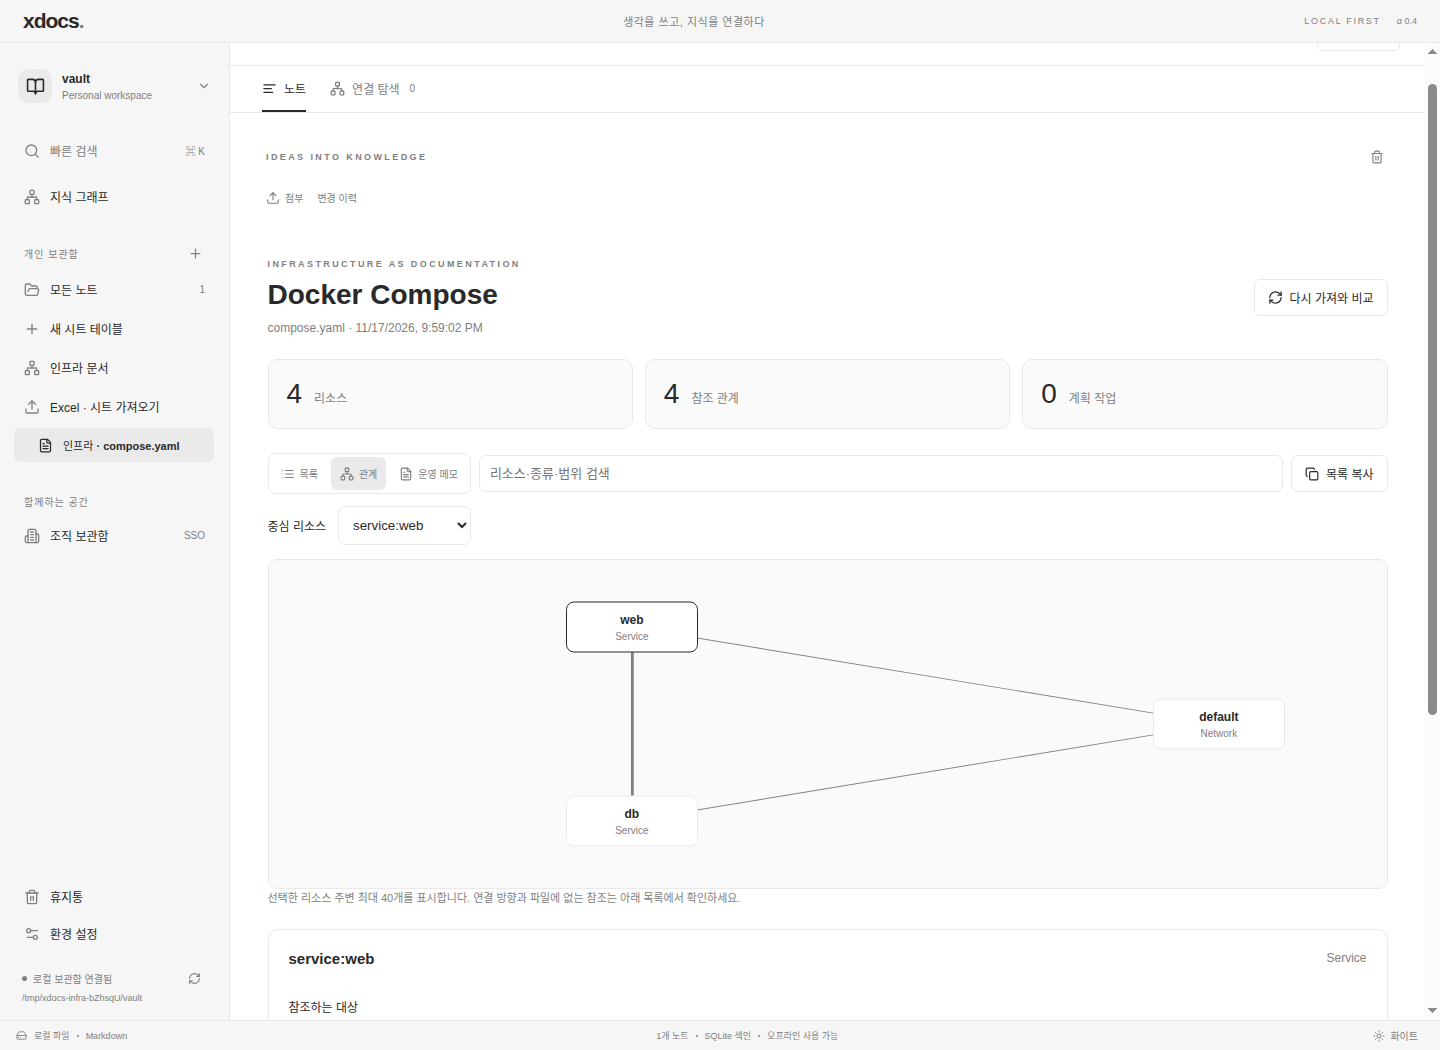 xdocs.
생각을 쓰고, 지식을 연결하다
LOCAL FIRST α 0.4
vault
Personal workspace
빠른 검색 ⌘ K
지식 그래프
개인 보관함
모든 노트 1
새 시트 테이블
인프라 문서
Excel · 시트 가져오기
인프라 · compose.yaml
함께하는 공간
조직 보관함 SSO
휴지통
환경 설정
로컬 보관함 연결됨
/tmp/xdocs-infra-bZhsqU/vault
노트 연결 탐색 0
IDEAS INTO KNOWLEDGE
첨부 변경 이력
INFRASTRUCTURE AS DOCUMENTATION
Docker Compose
다시 가져와 비교
compose.yaml · 11/17/2026, 9:59:02 PM
4 리소스
4 참조 관계
0 계획 작업
목록 관계 운영 메모
리소스·종류·범위 검색
목록 복사
중심 리소스 service:web
web
Service
default
Network
db
Service
선택한 리소스 주변 최대 40개를 표시합니다. 연결 방향과 파일에 없는 참조는 아래 목록에서 확인하세요.
service:web Service
참조하는 대상
로컬 파일 · Markdown
1개 노트 · SQLite 색인 · 오프라인 사용 가능
화이트